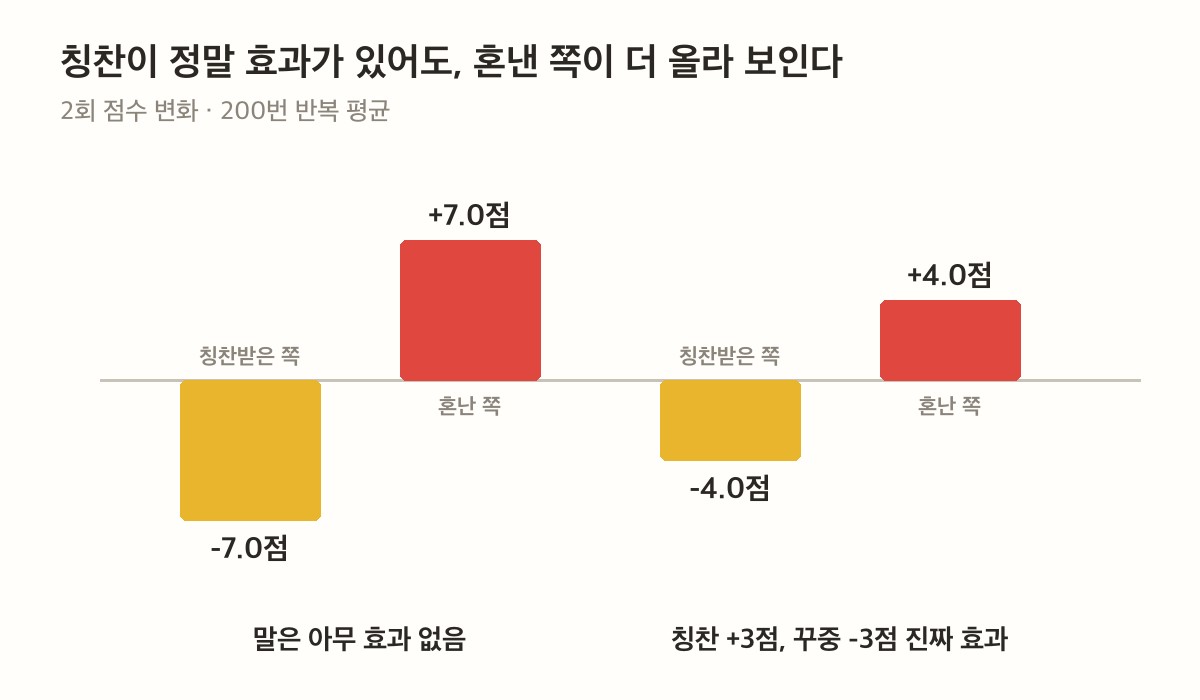 칭찬이 정말 효과가 있어도, 혼낸 쪽이 더 올라 보인다
2회 점수 변화 · 200번 반복 평균
+7.0점
+4.0점
칭찬받은 쪽
칭찬받은 쪽
혼난 쪽
혼난 쪽
-4.0점
-7.0점
말은 아무 효과 없음
칭찬 +3점, 꾸중 -3점 진짜 효과